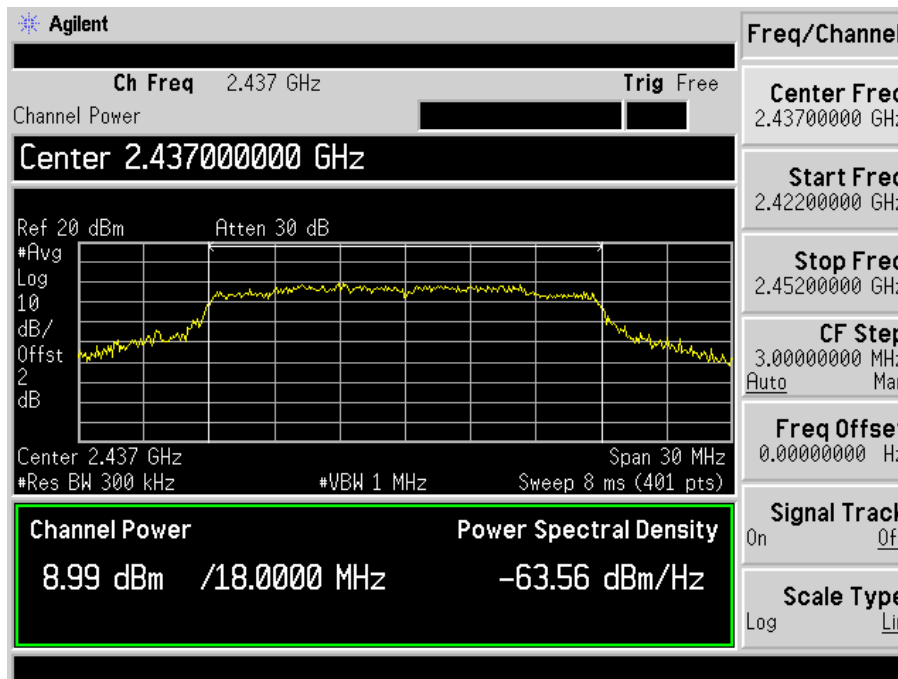 Agilent
Freq/Channel
Ch Freq 2.437 GHz Trig Free
Channel Power
Center 2.437000000 GHz
Ref 20 dBm Atten 30 dB
#Avg
Log
10
dB/
Offst
2
dB
Center 2.437 GHz Span 30 MHz
#Res BW 300 kHz #VBW 1 MHz Sweep 8 ms (401 pts)
Channel Power Power Spectral Density
8.99 dBm /18.0000 MHz -63.56 dBm/Hz
Center Freq
2.43700000 GHz
Start Freq
2.42200000 GHz
Stop Freq
2.45200000 GHz
CF Step
3.00000000 MHz
Auto Man
Freq Offset
0.00000000 Hz
Signal Track
On Off
Scale Type
Log Lin